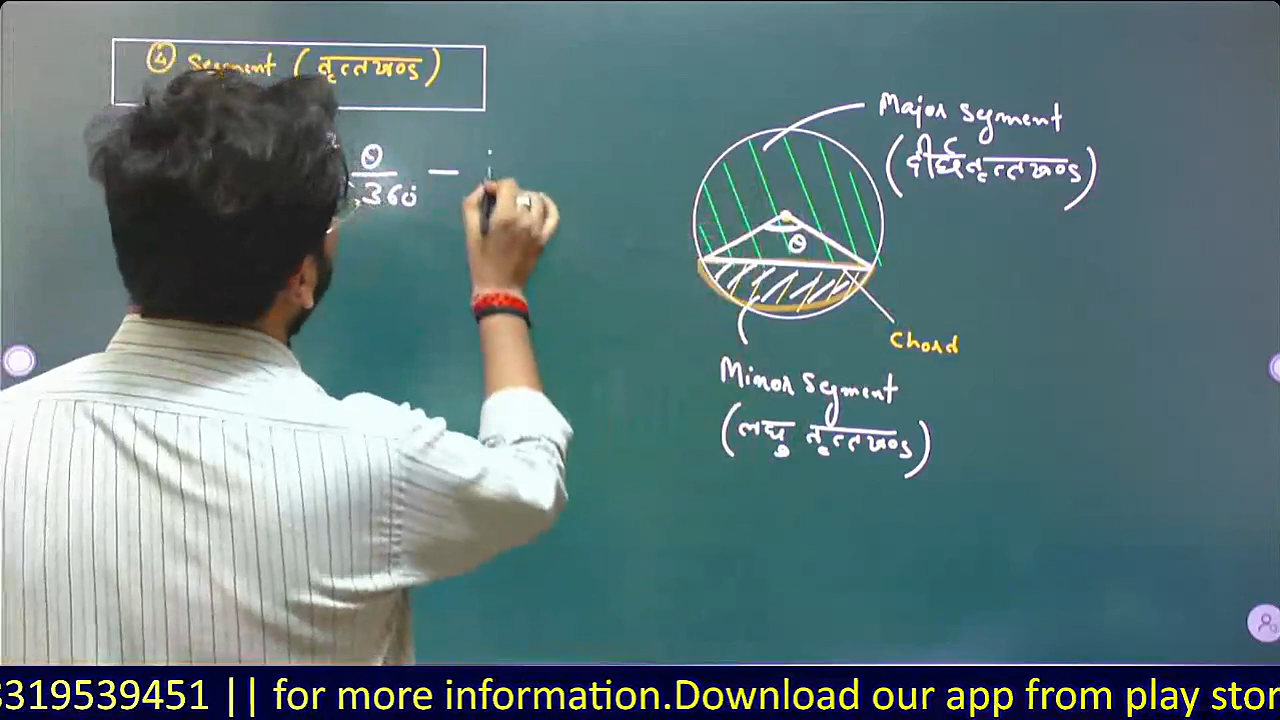 ④ Segment (वृत्तखण्ड)
θ
360° —
Major segment
(दीर्घ वृत्तखण्ड)
θ
Chord
Minor segment
(लघु वृत्तखण्ड)
3319539451 || for more information.Download our app from play stor